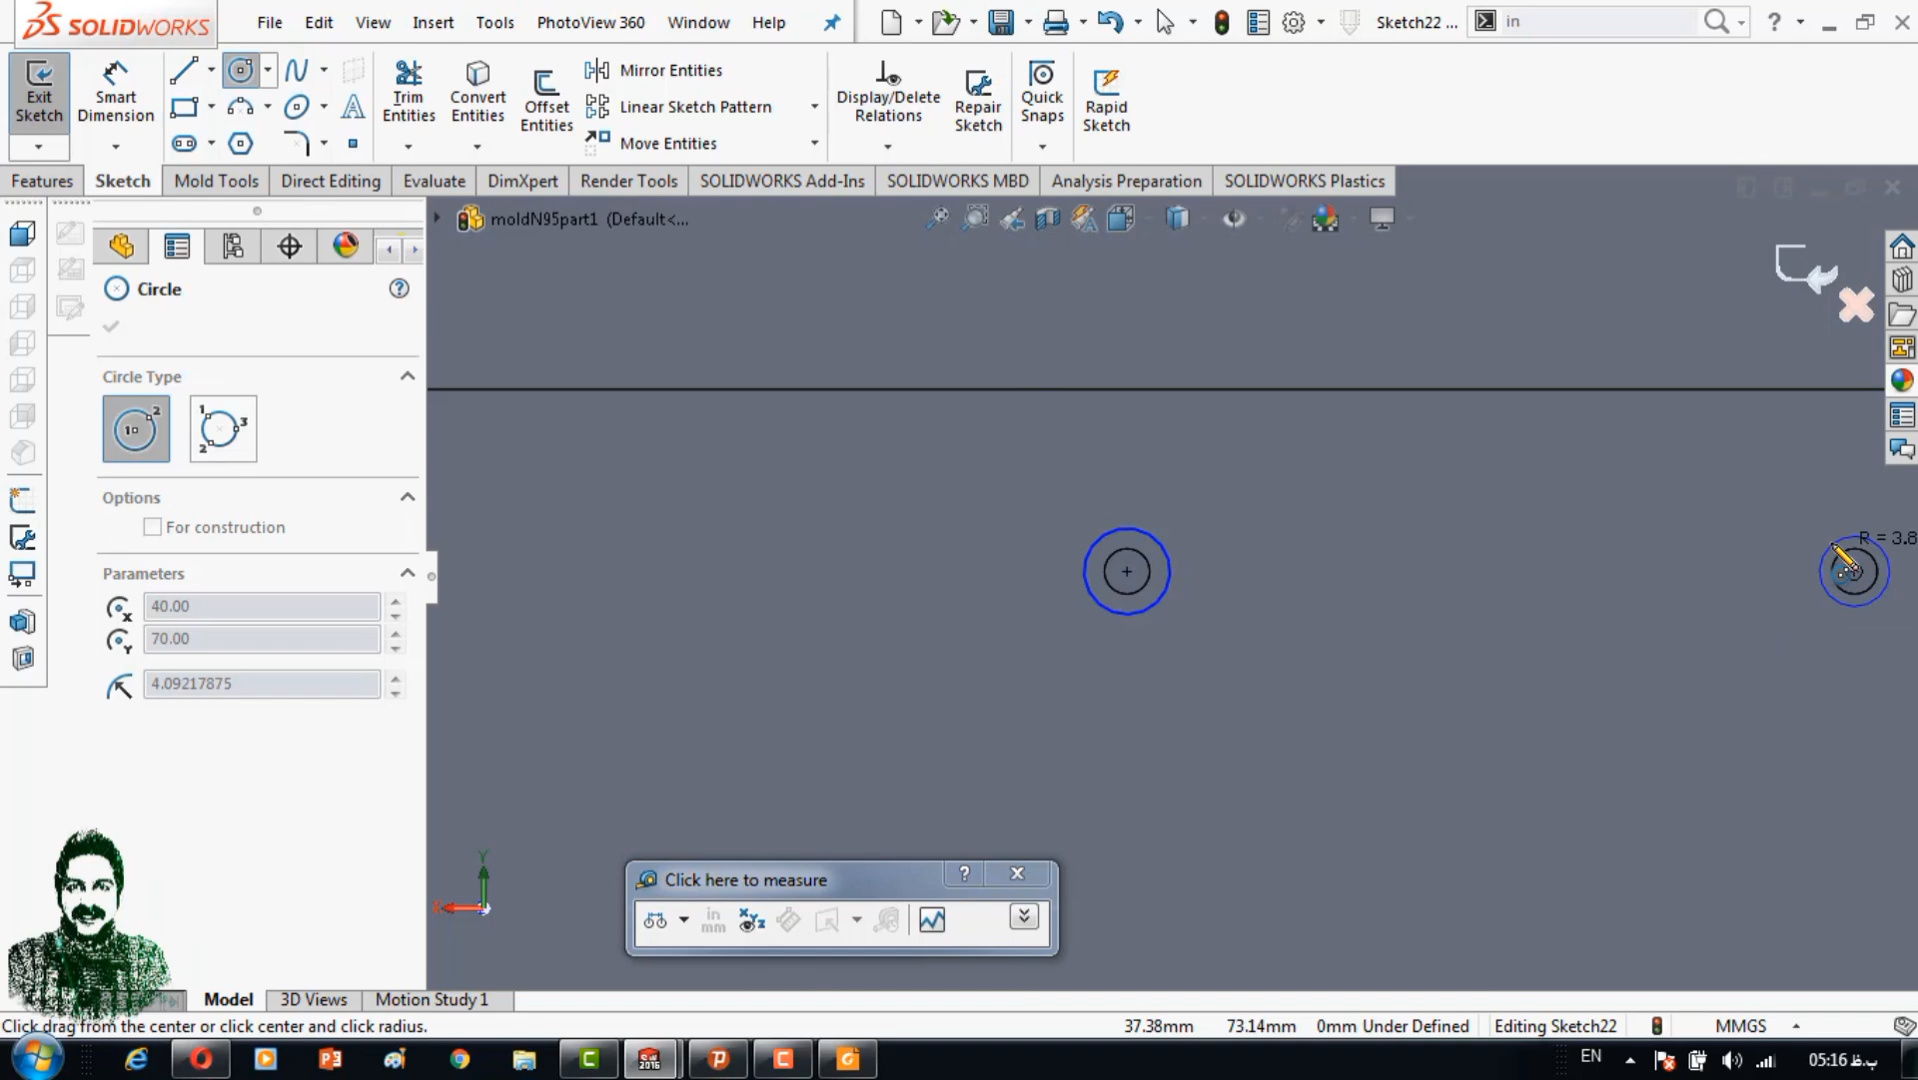 SOLIDWORKS File Edit View Insert Tools PhotoView 360 Window Help Sketch22 ... in
Exit Sketch
Smart Dimension
Trim Entities
Convert Entities
Offset Entities
Mirror Entities
Linear Sketch Pattern
Move Entities
Display/Delete Relations
Repair Sketch
Quick Snaps
Rapid Sketch
Features Sketch Mold Tools Direct Editing Evaluate DimXpert Render Tools SOLIDWORKS Add-Ins SOLIDWORKS MBD Analysis Preparation SOLIDWORKS Plastics
moldN95part1 (Default<...
Circle
Circle Type
Options
For construction
R = 3.8
Parameters
40.00
70.00
4.09217875
Click here to measure
in
mm
Model 3D Views Motion Study 1
Click drag from the center or click center and click radius. 37.38mm 73.14mm 0mm Under Defined Editing Sketch22 MMGS
EN 05:16 ب.ظ